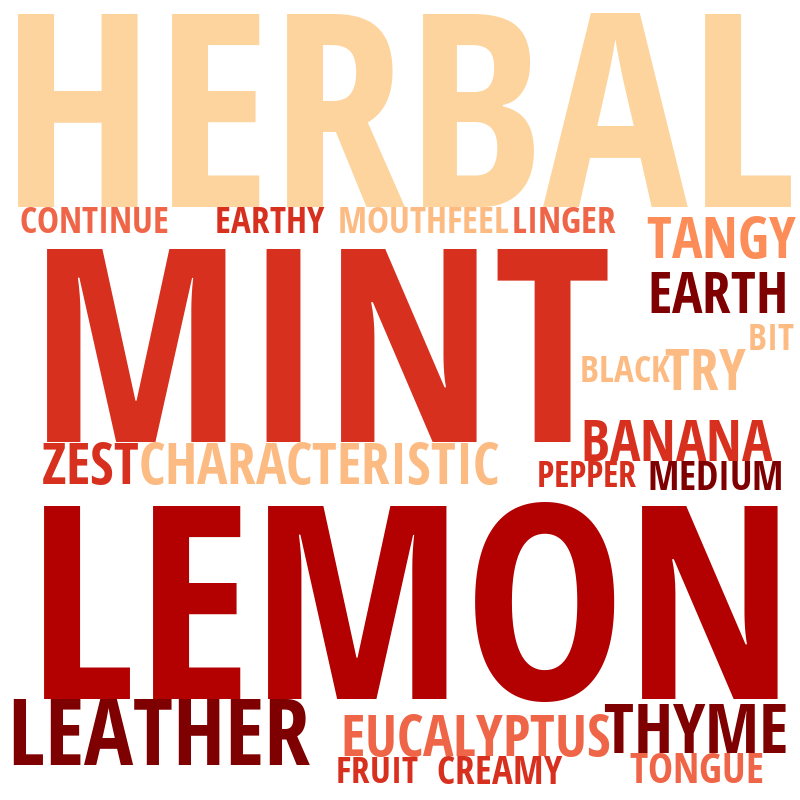 HERBAL
CONTINUE EARTHY MOUTHFEEL LINGER
TANGY
MINT
EARTH
BIT
BLACK TRY
BANANA
ZEST CHARACTERISTIC
PEPPER MEDIUM
LEMON
LEATHER
EUCALYPTUS THYME
FRUIT CREAMY TONGUE